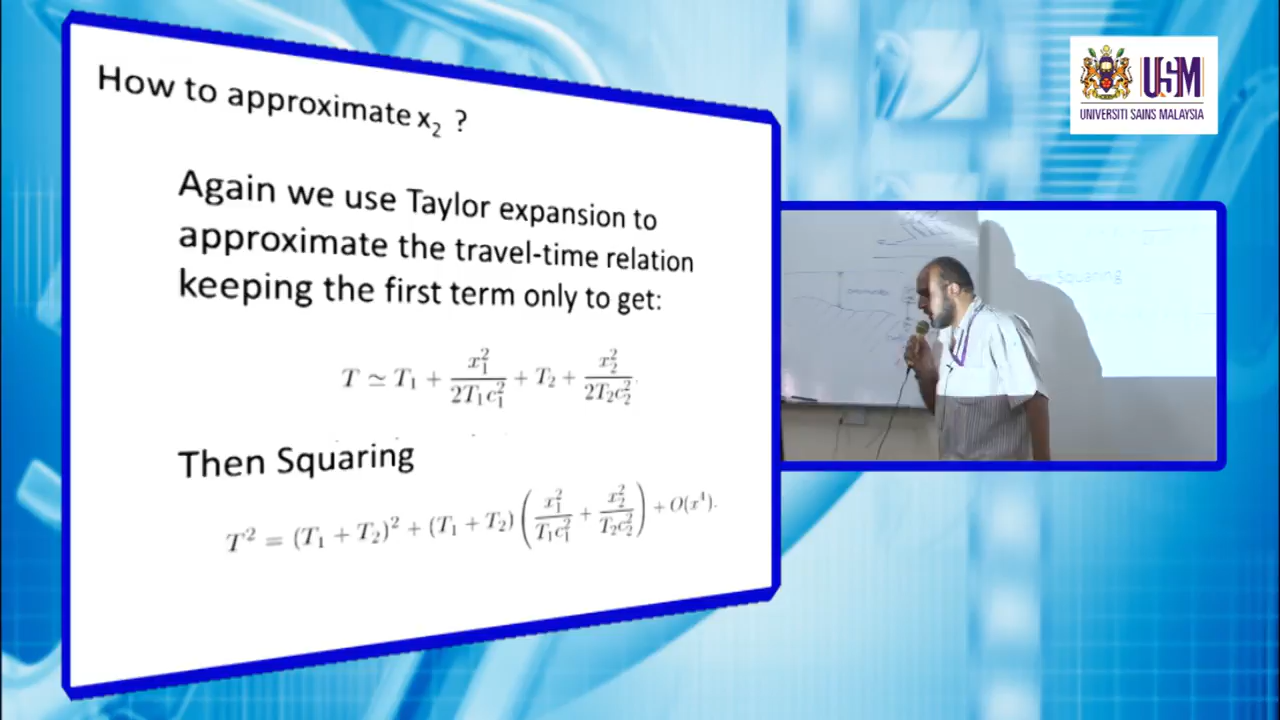 How to approximate x₂ ?
Again we use Taylor expansion to
approximate the travel-time relation
keeping the first term only to get:
T ≃ T₁ + x₁²/(2T₁c₁²) + T₂ + x₂²/(2T₂c₂²).
Then Squaring
T² = (T₁ + T₂)² + (T₁ + T₂) (x₁²/(T₁c₁²) + x₂²/(T₂c₂²)) + O(x⁴).
USM
UNIVERSITI SAINS MALAYSIA
Squaring